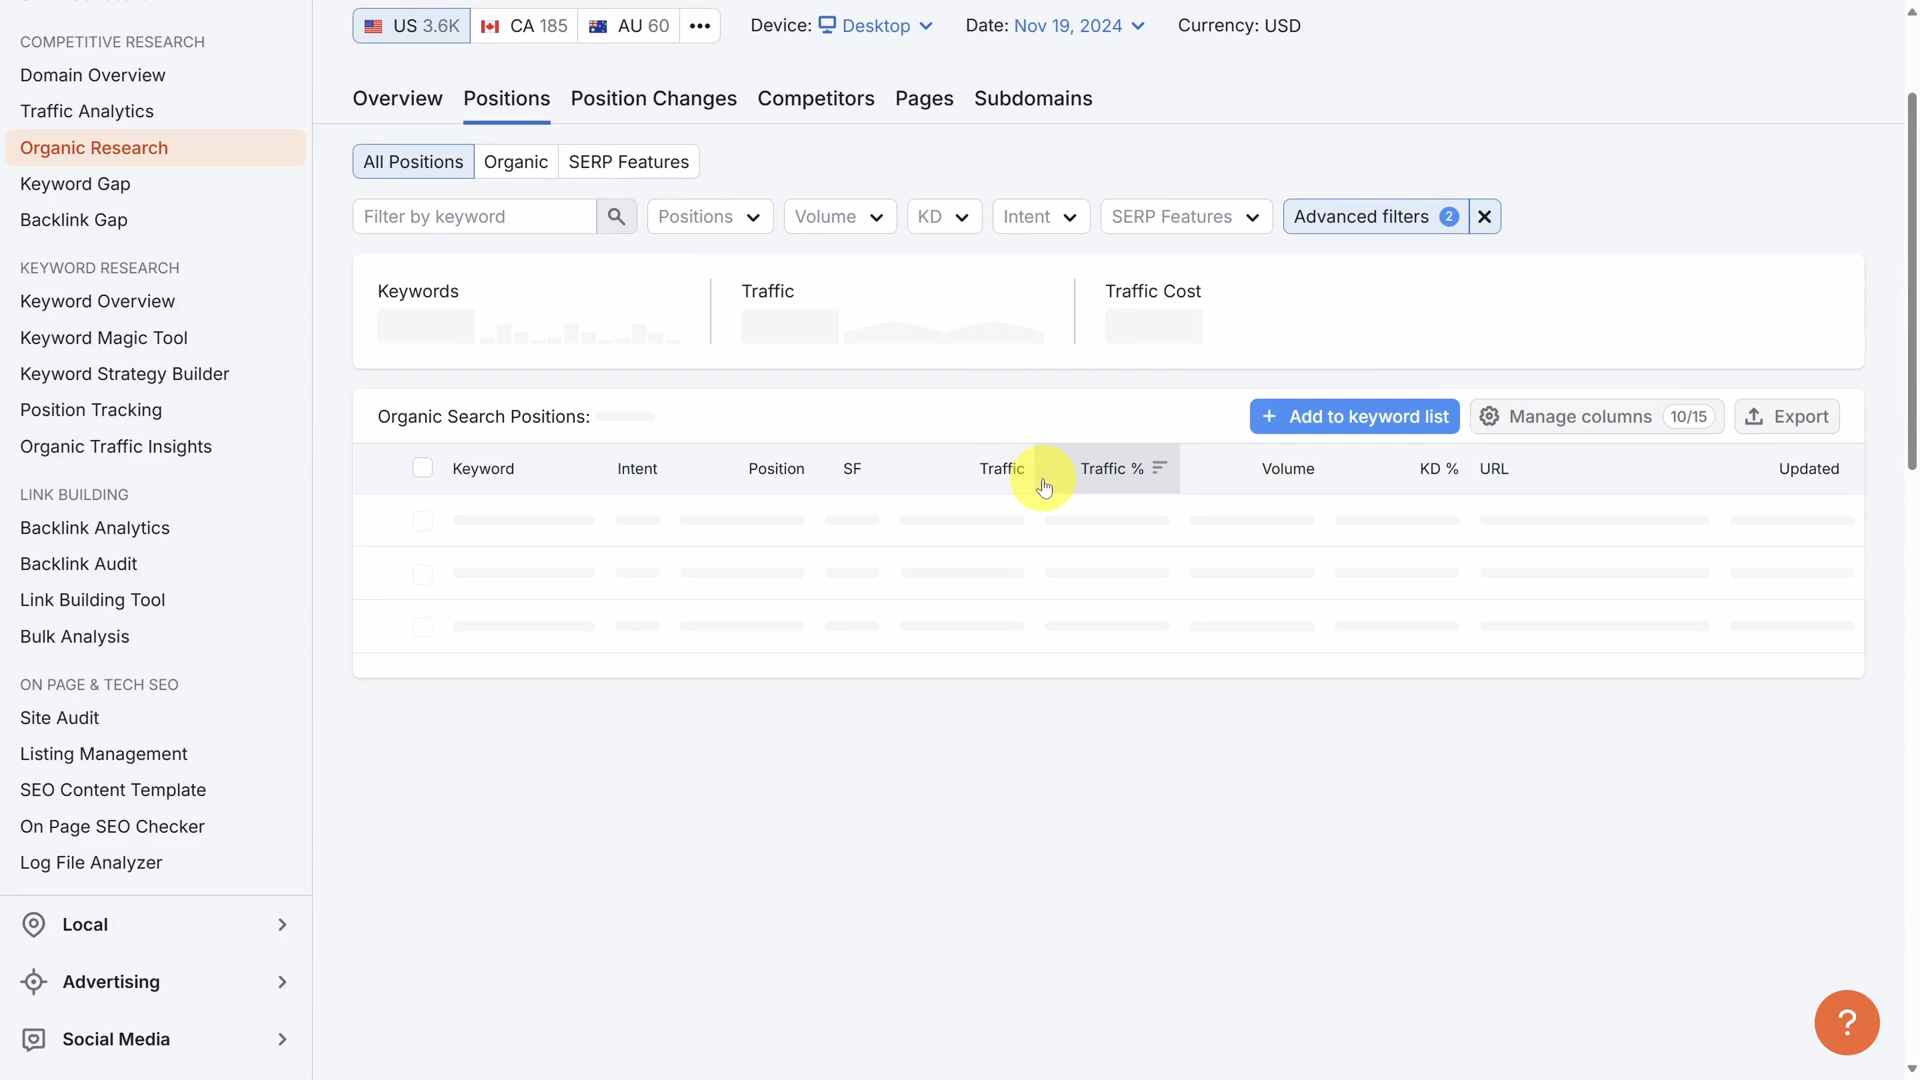 COMPETITIVE RESEARCH
Domain Overview
Traffic Analytics
Organic Research
Keyword Gap
Backlink Gap
KEYWORD RESEARCH
Keyword Overview
Keyword Magic Tool
Keyword Strategy Builder
Position Tracking
Organic Traffic Insights
LINK BUILDING
Backlink Analytics
Backlink Audit
Link Building Tool
Bulk Analysis
ON PAGE & TECH SEO
Site Audit
Listing Management
SEO Content Template
On Page SEO Checker
Log File Analyzer
Local
Advertising
Social Media
US 3.6K CA 185 AU 60 ••• Device: Desktop Date: Nov 19, 2024 Currency: USD
Overview Positions Position Changes Competitors Pages Subdomains
All Positions Organic SERP Features
Filter by keyword Positions Volume KD Intent SERP Features Advanced filters 2
Keywords Traffic Traffic Cost
Organic Search Positions: + Add to keyword list Manage columns 10/15 Export
Keyword Intent Position SF Traffic Traffic % Volume KD % URL Updated
?